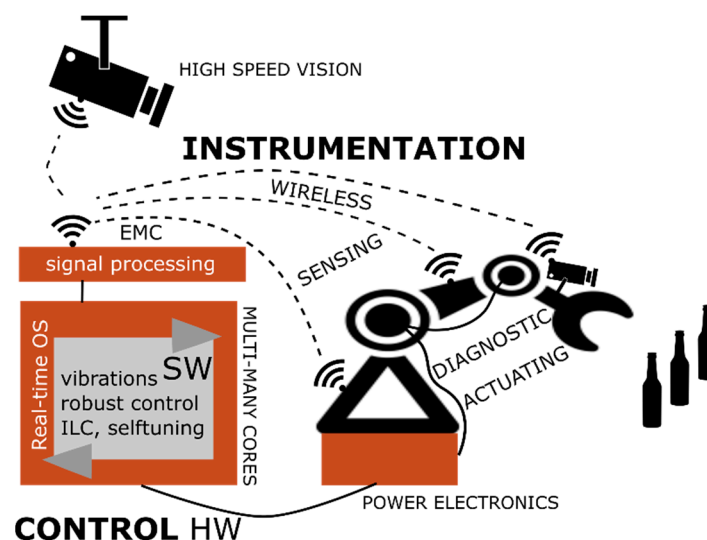 HIGH SPEED VISION
INSTRUMENTATION
WIRELESS
EMC
SENSING
signal processing
Real-time OS
MULTI-MANY CORES
SW
vibrations
robust control
ILC, selftuning
DIAGNOSTIC
ACTUATING
POWER ELECTRONICS
CONTROL HW